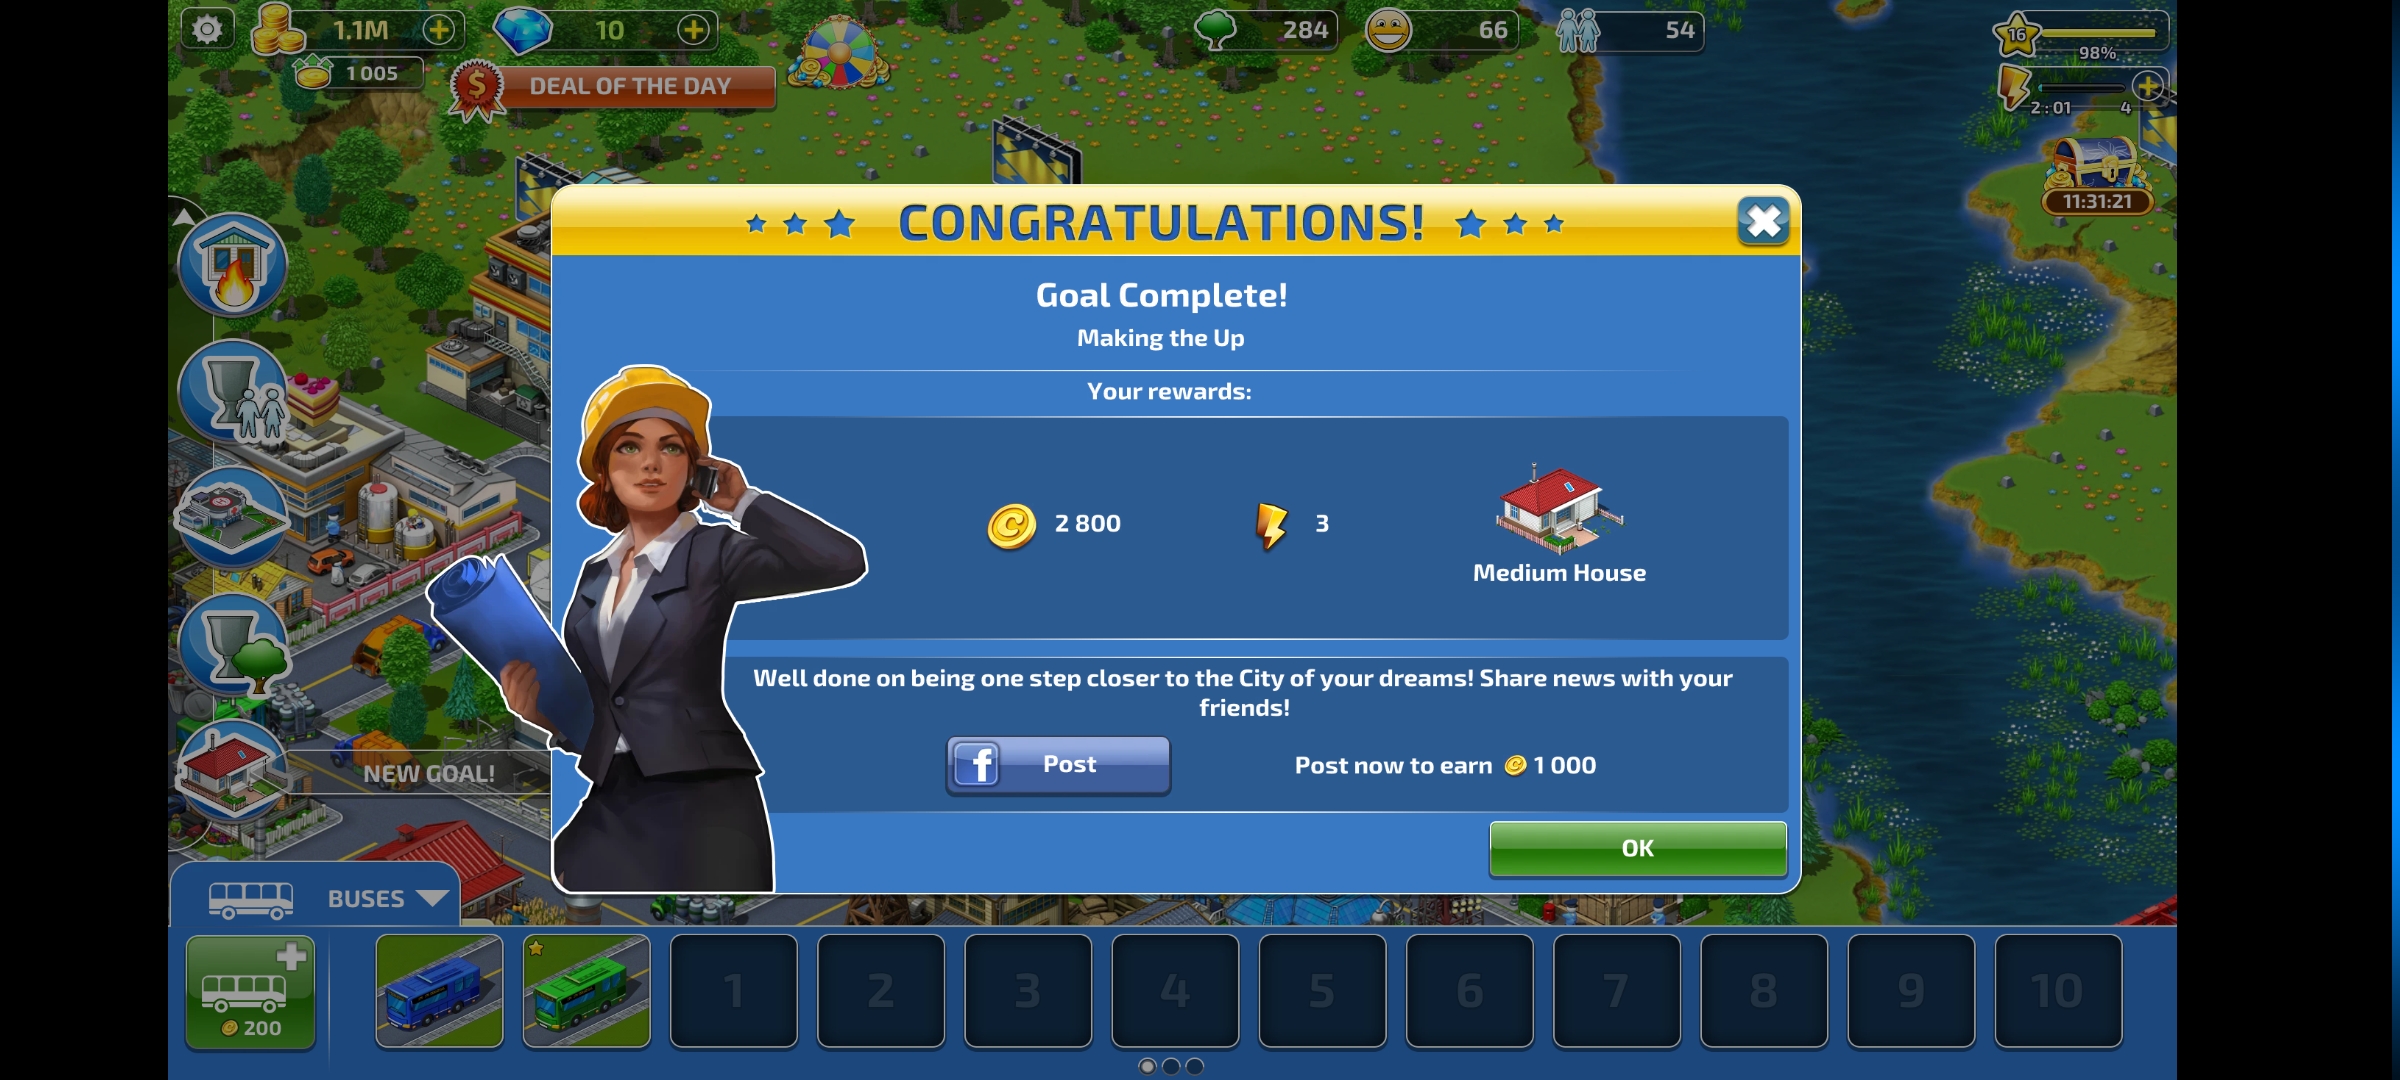 1.1M
10
284
66
54
16
98%
1 005
DEAL OF THE DAY
2:01
4
11:31:21
CONGRATULATIONS!
Goal Complete!
Making the Up
Your rewards:
2 800
3
Medium House
Well done on being one step closer to the City of your dreams! Share news with your
friends!
f Post
Post now to earn 1 000
NEW GOAL!
OK
BUSES
200
1
2
3
4
5
6
7
8
9
10